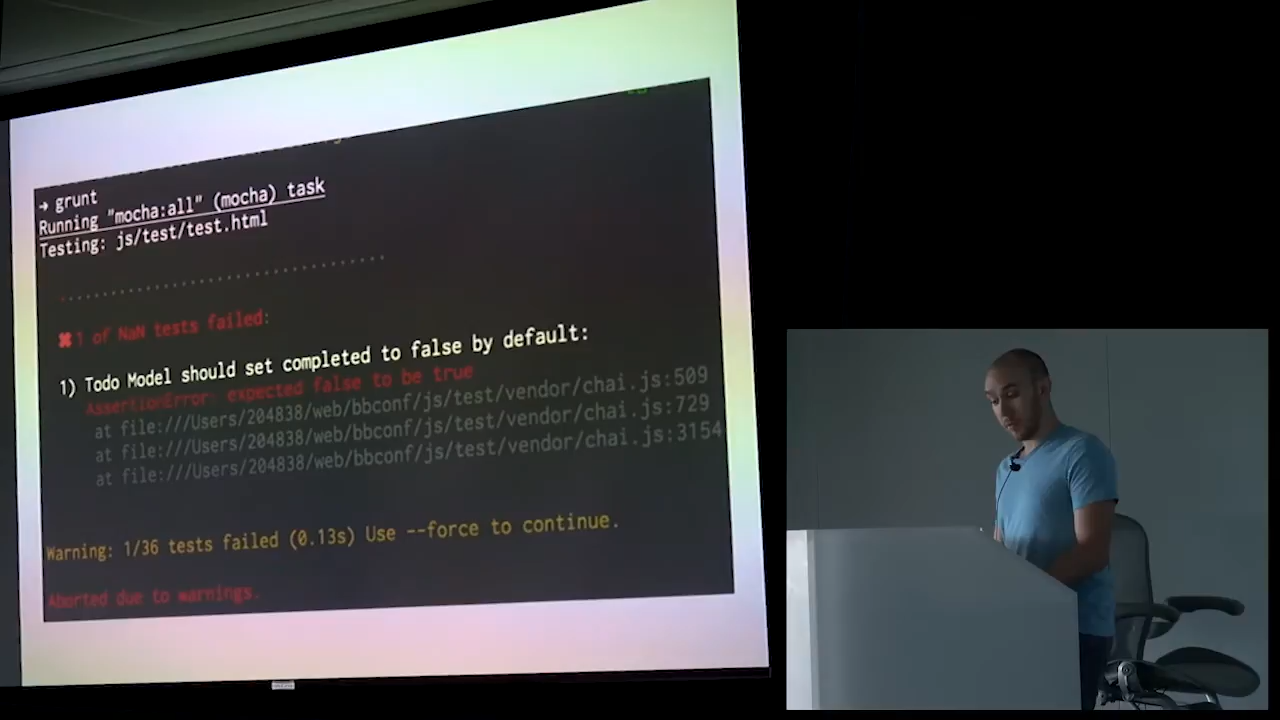 → grunt
Running "mocha:all" (mocha) task
Testing: js/test/test.html
....................................
✖ 1 of NaN tests failed:
1) Todo Model should set completed to false by default:
AssertionError: expected false to be true
at file:///Users/204838/web/bbconf/js/test/vendor/chai.js:509
at file:///Users/204838/web/bbconf/js/test/vendor/chai.js:729
at file:///Users/204838/web/bbconf/js/test/vendor/chai.js:3154
Warning: 1/36 tests failed (0.13s) Use --force to continue.
Aborted due to warnings.